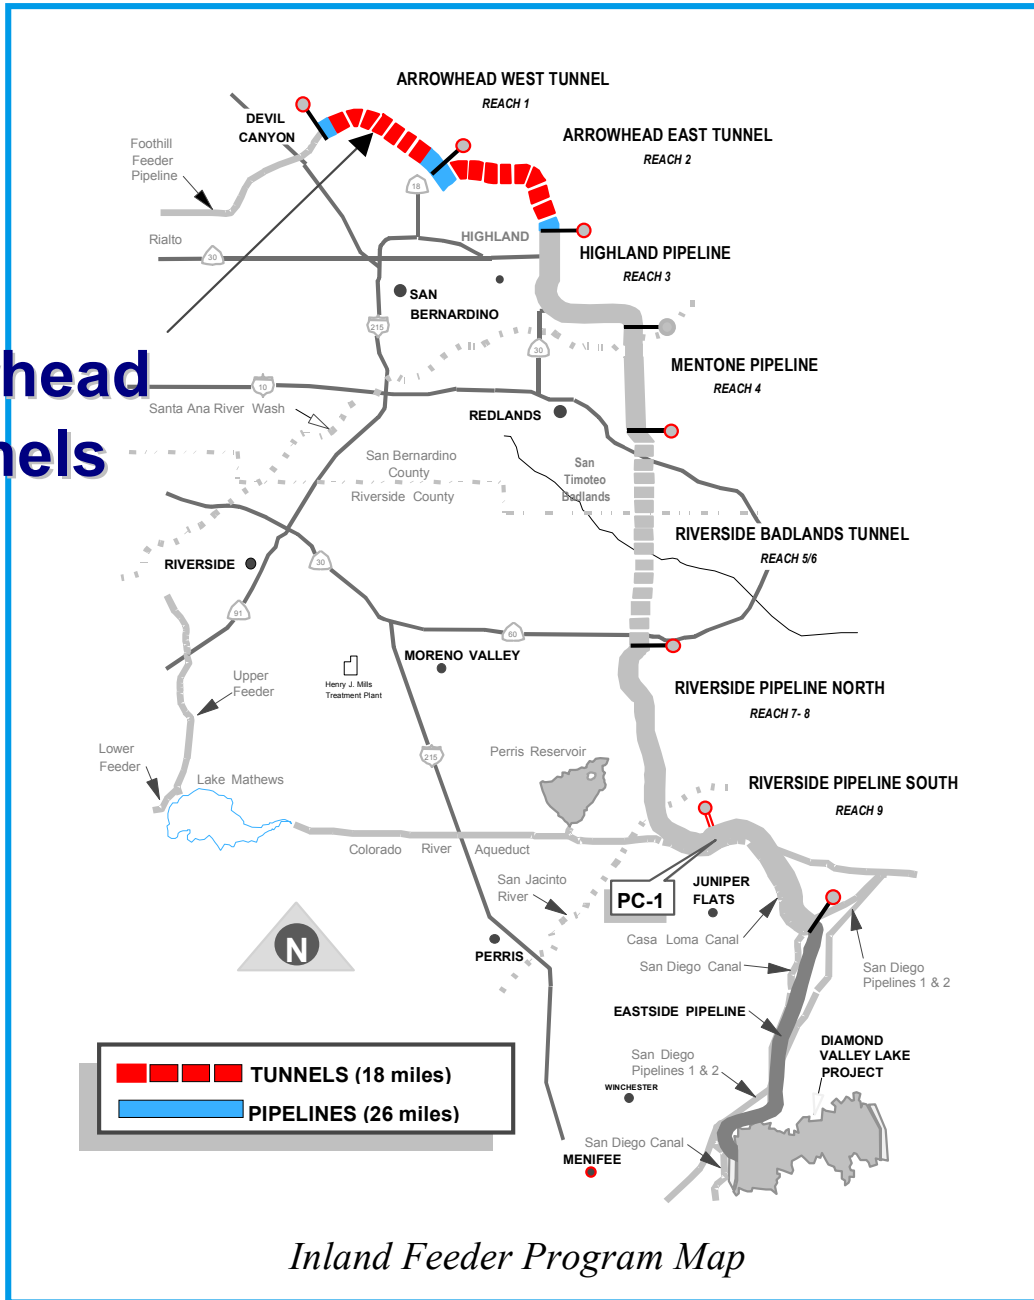 ARROWHEAD WEST TUNNEL
REACH 1
DEVIL
CANYON
ARROWHEAD EAST TUNNEL
REACH 2
Foothill
Feeder
Pipeline
18
HIGHLAND
Rialto
30
HIGHLAND PIPELINE
REACH 3
SAN
BERNARDINO
215
30
MENTONE PIPELINE
REACH 4
head
nels
10
Santa Ana River Wash
REDLANDS
San Bernardino
County
Riverside County
San
Timoteo
Badlands
RIVERSIDE BADLANDS TUNNEL
REACH 5/6
RIVERSIDE
30
91
60
MORENO VALLEY
Henry J. Mills
Treatment Plant
Upper
Feeder
RIVERSIDE PIPELINE NORTH
REACH 7- 8
Lower
Feeder
Lake Mathews
215
Perris Reservoir
RIVERSIDE PIPELINE SOUTH
REACH 9
Colorado River Aqueduct
San Jacinto
River
PC-1
JUNIPER
FLATS
N
PERRIS
Casa Loma Canal
San Diego Canal
San Diego
Pipelines 1 & 2
EASTSIDE PIPELINE
DIAMOND
VALLEY LAKE
PROJECT
San Diego
Pipelines 1 & 2
WINCHESTER
TUNNELS (18 miles)
PIPELINES (26 miles)
San Diego Canal
MENIFEE
Inland Feeder Program Map